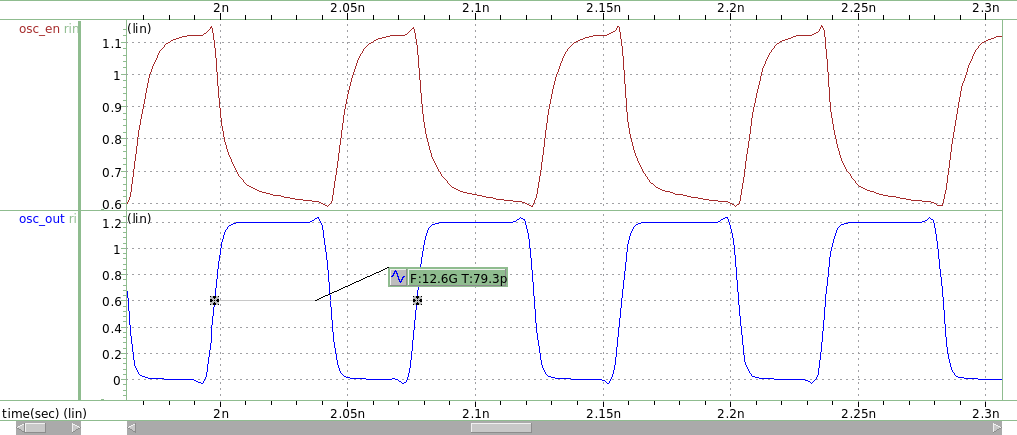 2n 2.05n 2.1n 2.15n 2.2n 2.25n 2.3n
osc_en rin (lin)
1.1
1
0.9
0.8
0.7
0.6
osc_out ri (lin)
1.2
1
0.8
F:12.6G T:79.3p
0.6
0.4
0.2
0
time(sec) (lin) 2n 2.05n 2.1n 2.15n 2.2n 2.25n 2.3n